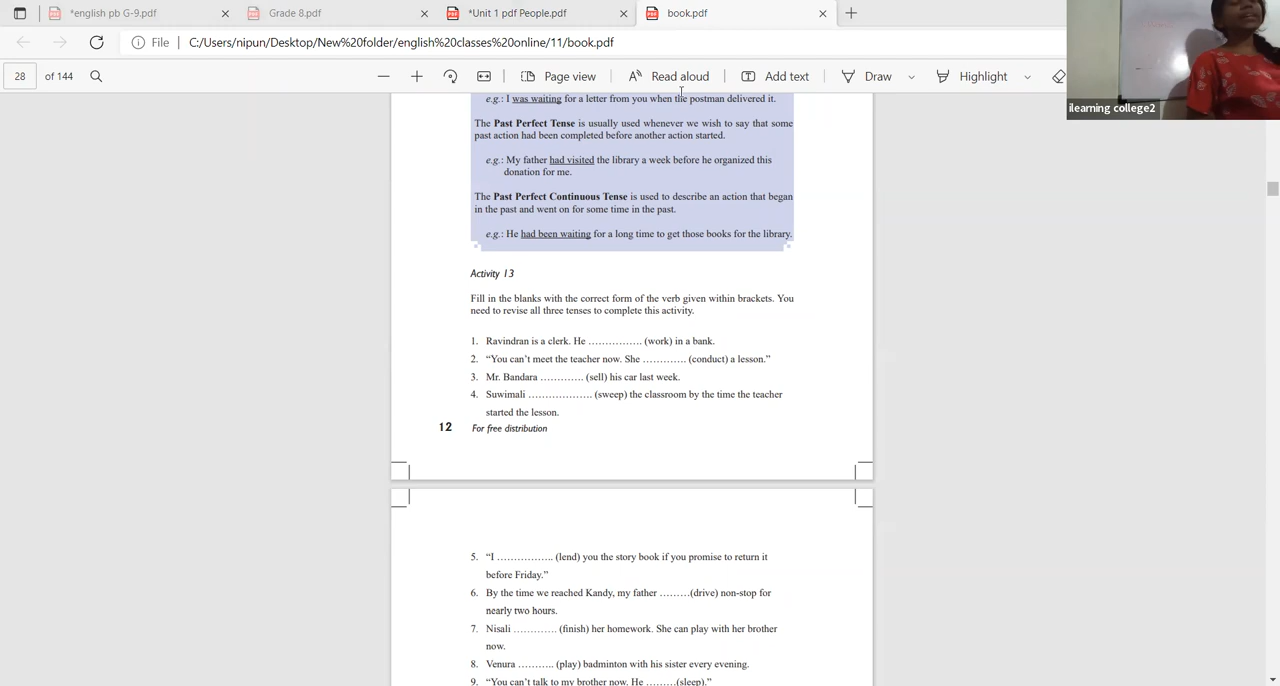 *english pb G-9.pdf
Grade 8.pdf
*Unit 1 pdf People.pdf
book.pdf
File C:/Users/nipun/Desktop/New%20folder/english%20classes%20online/11/book.pdf
28 of 144
Page view
Read aloud
Add text
Draw
Highlight
ilearning college2
e.g.: I was waiting for a letter from you when the postman delivered it.
The Past Perfect Tense is usually used whenever we wish to say that some
past action had been completed before another action started.
e.g.: My father had visited the library a week before he organized this
donation for me.
The Past Perfect Continuous Tense is used to describe an action that began
in the past and went on for some time in the past.
e.g.: He had been waiting for a long time to get those books for the library.
Activity 13
Fill in the blanks with the correct form of the verb given within brackets. You
need to revise all three tenses to complete this activity.
1. Ravindran is a clerk. He ……………. (work) in a bank.
2. “You can’t meet the teacher now. She …………. (conduct) a lesson.”
3. Mr. Bandara …………. (sell) his car last week.
4. Suwimali ………………. (sweep) the classroom by the time the teacher
started the lesson.
12 For free distribution
5. “I …………….. (lend) you the story book if you promise to return it
before Friday.”
6. By the time we reached Kandy, my father ………(drive) non-stop for
nearly two hours.
7. Nisali …………. (finish) her homework. She can play with her brother
now.
8. Venura ……….. (play) badminton with his sister every evening.
9. “You can’t talk to my brother now. He ………(sleep).”